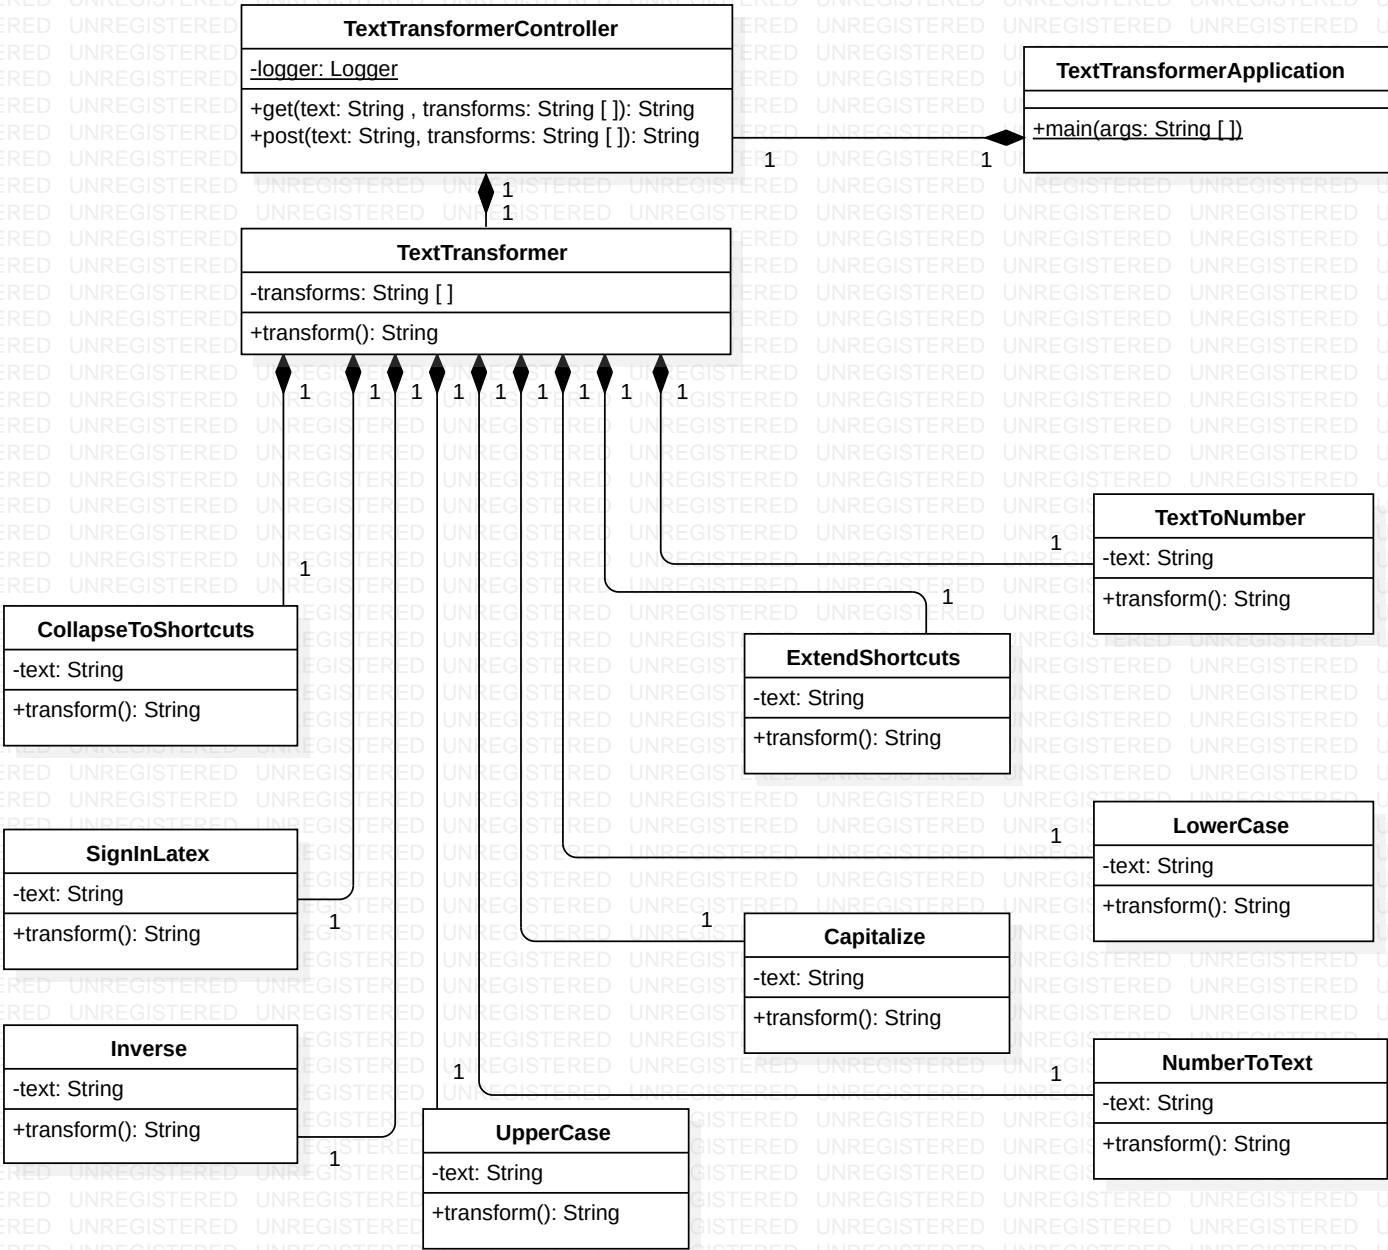 TextTransformerController
-logger: Logger
+get(text: String , transforms: String [ ]): String
+post(text: String, transforms: String [ ]): String
TextTransformerApplication
+main(args: String [ ])
1
1
1
1
TextTransformer
-transforms: String [ ]
+transform(): String
1
1
1
1
1
1
1
1
1
TextToNumber
-text: String
+transform(): String
1
1
1
CollapseToShortcuts
-text: String
+transform(): String
ExtendShortcuts
-text: String
+transform(): String
LowerCase
-text: String
+transform(): String
1
SignInLatex
-text: String
+transform(): String
1
1
Capitalize
-text: String
+transform(): String
Inverse
-text: String
+transform(): String
1
1
1
NumberToText
-text: String
+transform(): String
UpperCase
-text: String
+transform(): String
UNREGISTERED